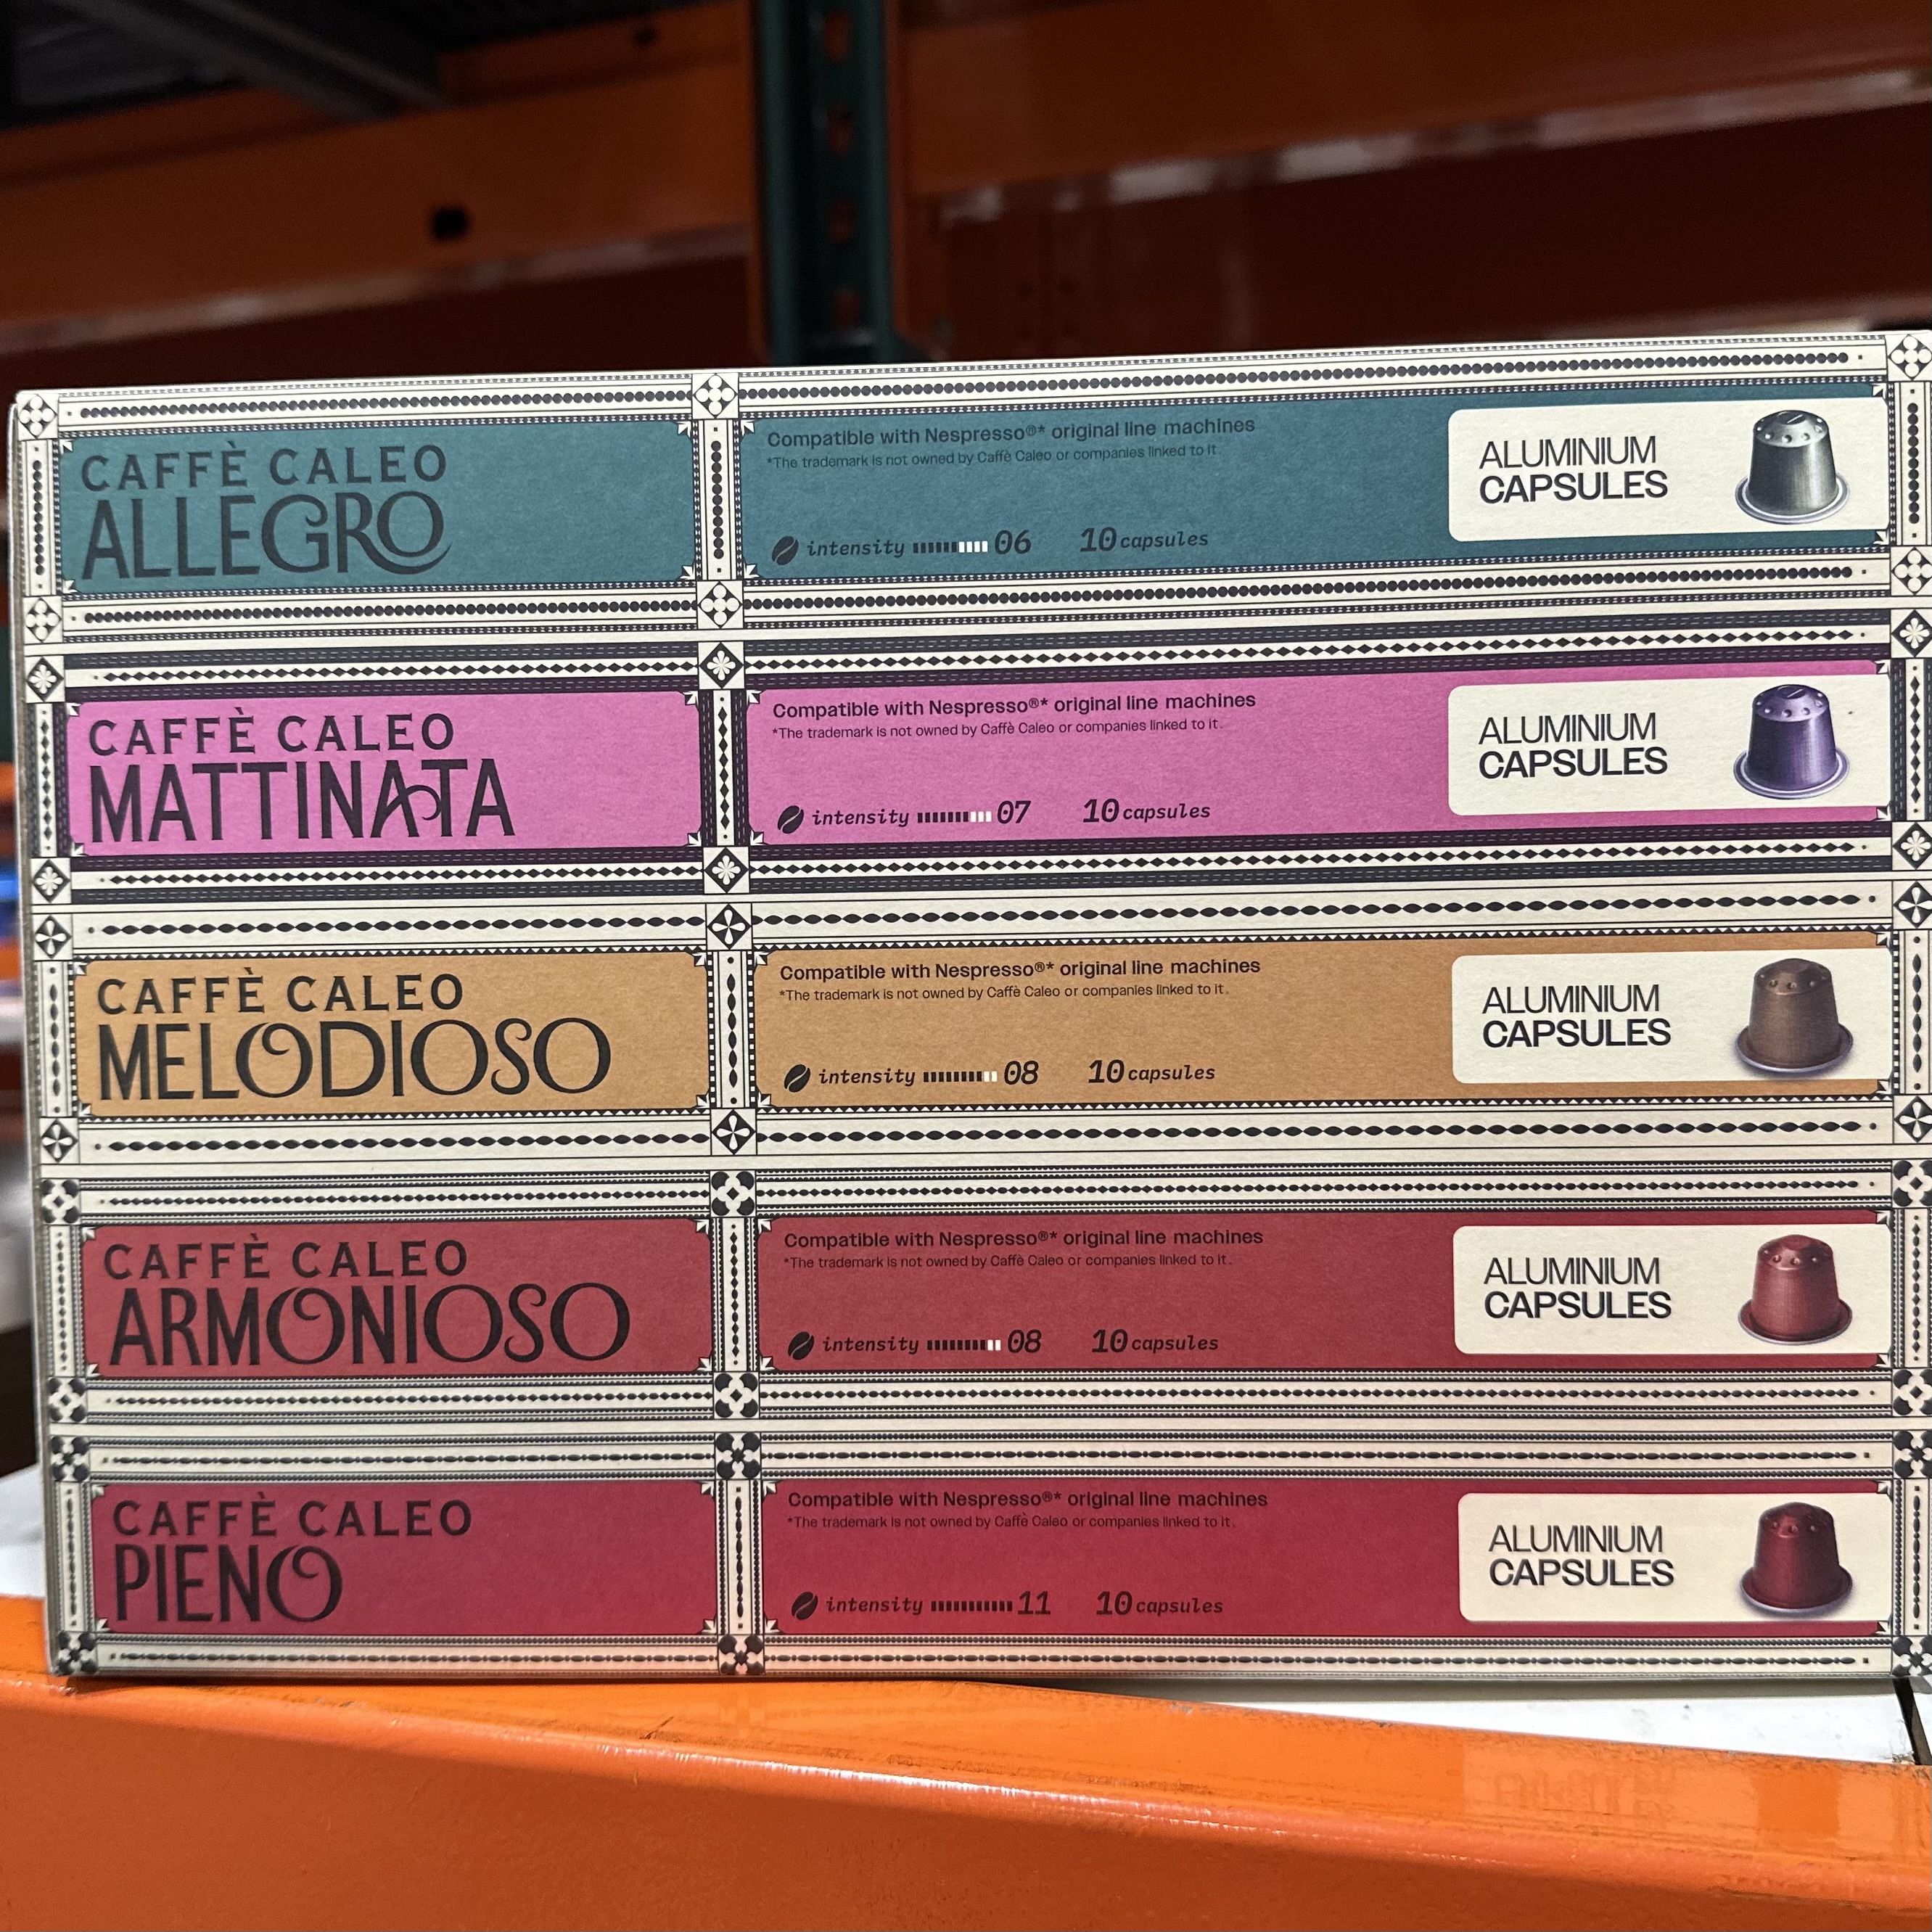 CAFFÈ CALEO
ALLEGRO
Compatible with Nespresso®* original line machines
*The trademark is not owned by Caffè Caleo or companies linked to it.
intensity 06 10 capsules
ALUMINIUM
CAPSULES
CAFFÈ CALEO
MATTINATA
Compatible with Nespresso®* original line machines
*The trademark is not owned by Caffè Caleo or companies linked to it.
intensity 07 10 capsules
ALUMINIUM
CAPSULES
CAFFÈ CALEO
MELODIOSO
Compatible with Nespresso®* original line machines
*The trademark is not owned by Caffè Caleo or companies linked to it.
intensity 08 10 capsules
ALUMINIUM
CAPSULES
CAFFÈ CALEO
ARMONIOSO
Compatible with Nespresso®* original line machines
*The trademark is not owned by Caffè Caleo or companies linked to it.
intensity 08 10 capsules
ALUMINIUM
CAPSULES
CAFFÈ CALEO
PIENO
Compatible with Nespresso®* original line machines
*The trademark is not owned by Caffè Caleo or companies linked to it.
intensity 11 10 capsules
ALUMINIUM
CAPSULES